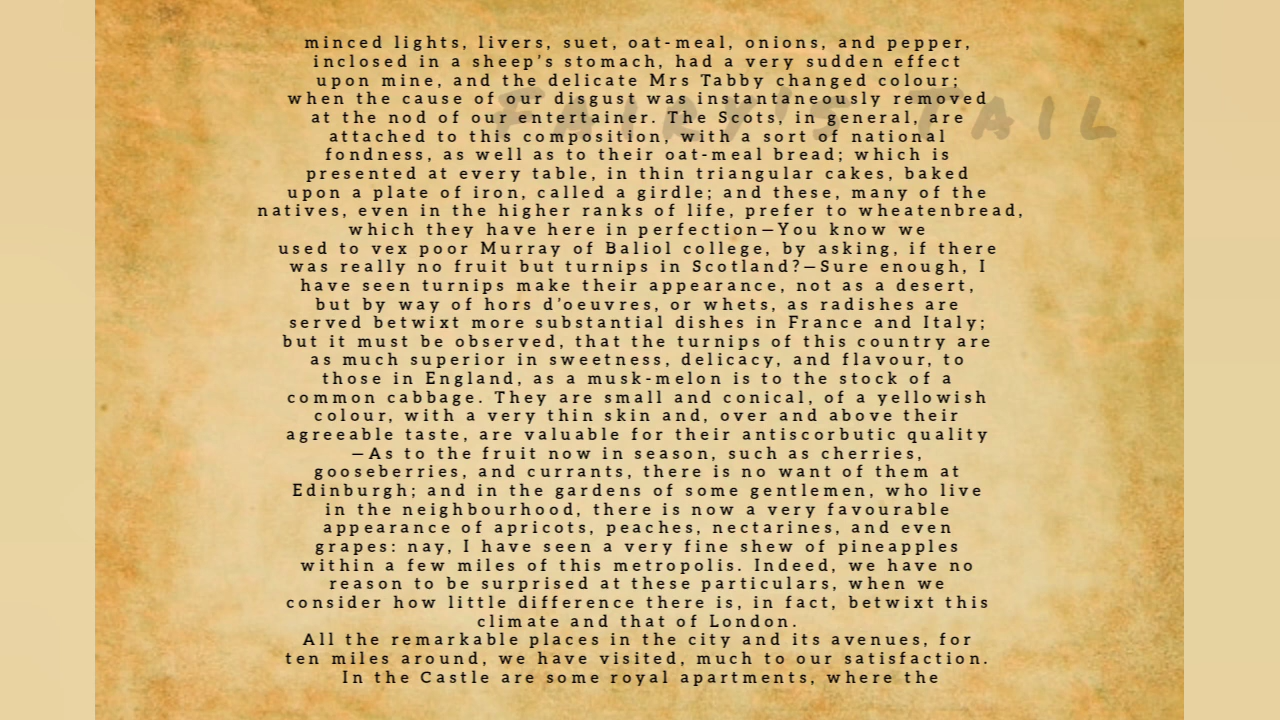 minced lights, livers, suet, oat-meal, onions, and pepper,
inclosed in a sheep's stomach, had a very sudden effect
upon mine, and the delicate Mrs Tabby changed colour;
when the cause of our disgust was instantaneously removed
at the nod of our entertainer. The Scots, in general, are
FAIRY'S TAIL
attached to this composition, with a sort of national
fondness, as well as to their oat-meal bread; which is
presented at every table, in thin triangular cakes, baked
upon a plate of iron, called a girdle; and these, many of the
natives, even in the higher ranks of life, prefer to wheatenbread,
which they have here in perfection—You know we
used to vex poor Murray of Baliol college, by asking, if there
was really no fruit but turnips in Scotland?—Sure enough, I
have seen turnips make their appearance, not as a desert,
but by way of hors d'oeuvres, or whets, as radishes are
served betwixt more substantial dishes in France and Italy;
but it must be observed, that the turnips of this country are
as much superior in sweetness, delicacy, and flavour, to
those in England, as a musk-melon is to the stock of a
common cabbage. They are small and conical, of a yellowish
colour, with a very thin skin and, over and above their
agreeable taste, are valuable for their antiscorbutic quality
—As to the fruit now in season, such as cherries,
gooseberries, and currants, there is no want of them at
Edinburgh; and in the gardens of some gentlemen, who live
in the neighbourhood, there is now a very favourable
appearance of apricots, peaches, nectarines, and even
grapes: nay, I have seen a very fine shew of pineapples
within a few miles of this metropolis. Indeed, we have no
reason to be surprised at these particulars, when we
consider how little difference there is, in fact, betwixt this
climate and that of London.
All the remarkable places in the city and its avenues, for
ten miles around, we have visited, much to our satisfaction.
In the Castle are some royal apartments, where the